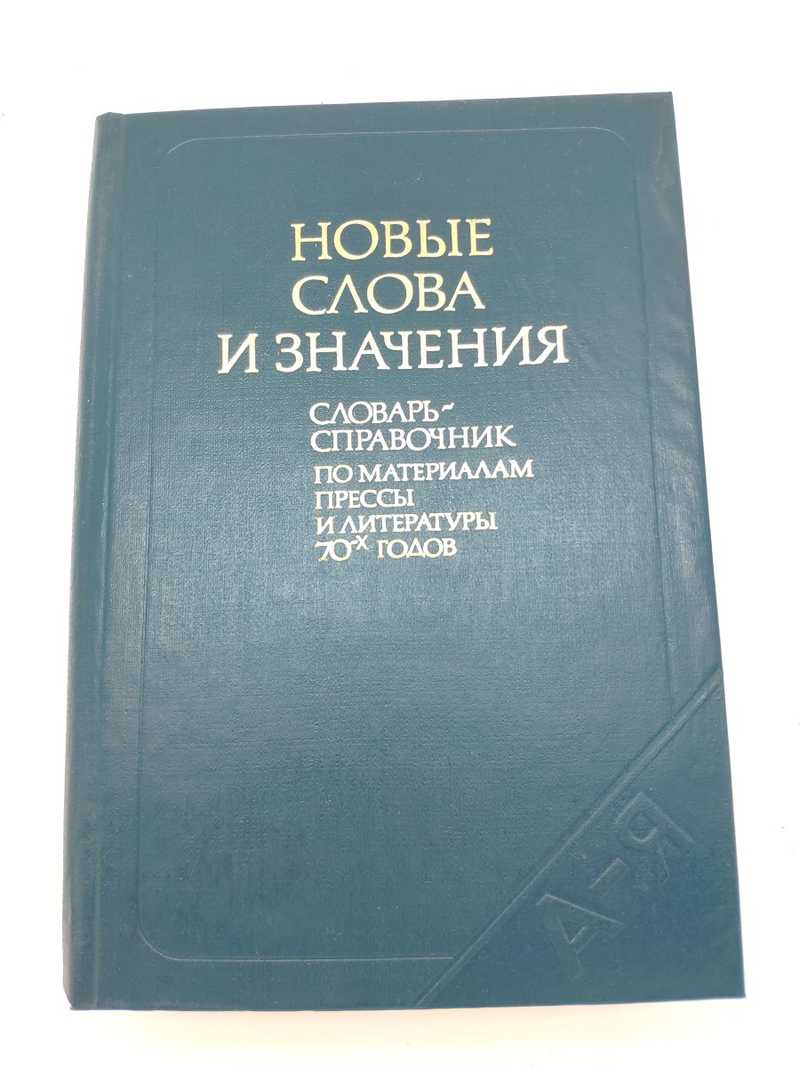 НОВЫЕ
СЛОВА
И ЗНАЧЕНИЯ
СЛОВАРЬ-
СПРАВОЧНИК
ПО МАТЕРИАЛАМ
ПРЕССЫ
И ЛИТЕРАТУРЫ
70-Х ГОДОВ
А-Я